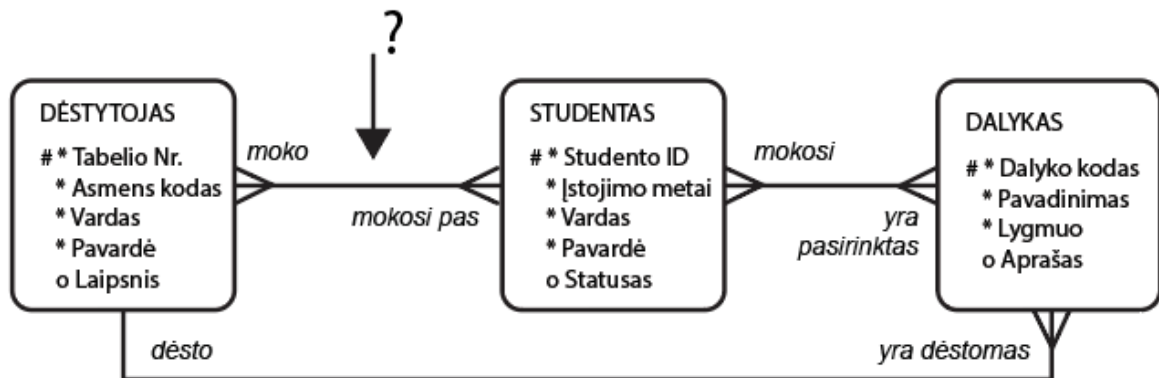 ?
DĖSTYTOJAS
# * Tabelio Nr.
* Asmens kodas
* Vardas
* Pavardė
o Laipsnis
moko
mokosi pas
STUDENTAS
# * Studento ID
* Įstojimo metai
* Vardas
* Pavardė
o Statusas
mokosi
yra
pasirinktas
DALYKAS
# * Dalyko kodas
* Pavadinimas
* Lygmuo
o Aprašas
dėsto
yra dėstomas